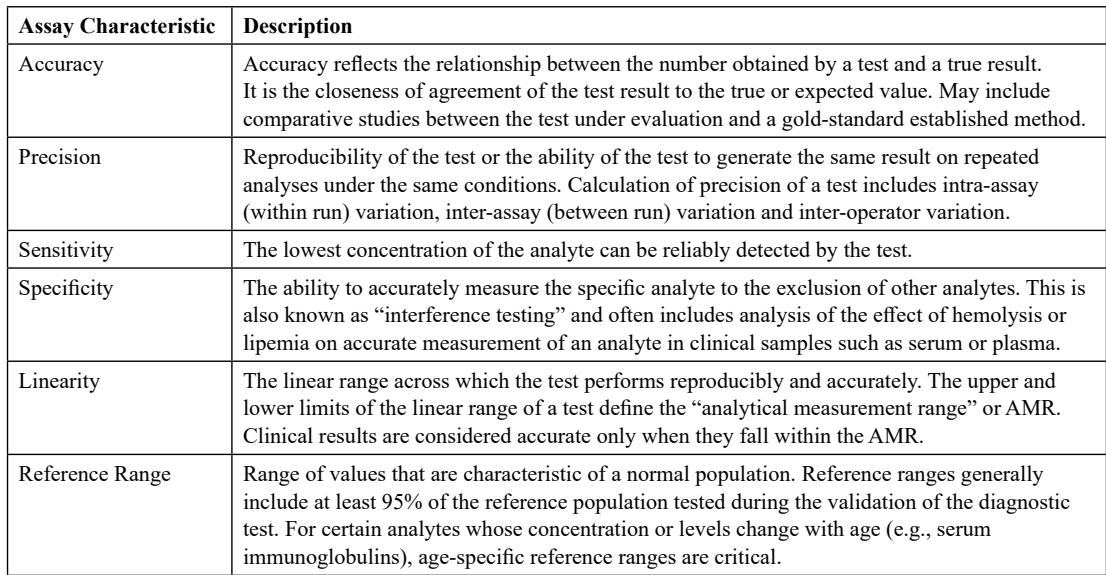 Assay Characteristic Description
Accuracy Accuracy reflects the relationship between the number obtained by a test and a true result.
It is the closeness of agreement of the test result to the true or expected value. May include
comparative studies between the test under evaluation and a gold-standard established method.
Precision Reproducibility of the test or the ability of the test to generate the same result on repeated
analyses under the same conditions. Calculation of precision of a test includes intra-assay
(within run) variation, inter-assay (between run) variation and inter-operator variation.
Sensitivity The lowest concentration of the analyte can be reliably detected by the test.
Specificity The ability to accurately measure the specific analyte to the exclusion of other analytes. This is
also known as “interference testing” and often includes analysis of the effect of hemolysis or
lipemia on accurate measurement of an analyte in clinical samples such as serum or plasma.
Linearity The linear range across which the test performs reproducibly and accurately. The upper and
lower limits of the linear range of a test define the “analytical measurement range” or AMR.
Clinical results are considered accurate only when they fall within the AMR.
Reference Range Range of values that are characteristic of a normal population. Reference ranges generally
include at least 95% of the reference population tested during the validation of the diagnostic
test. For certain analytes whose concentration or levels change with age (e.g., serum
immunoglobulins), age-specific reference ranges are critical.